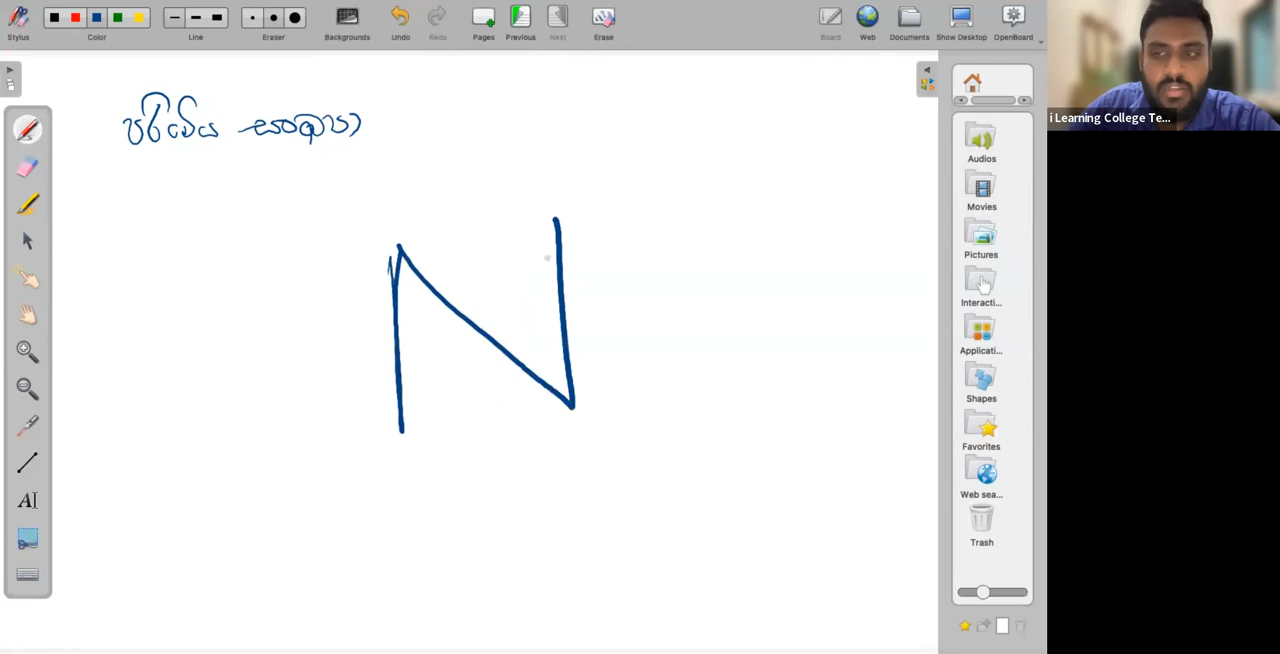 Stylus
Color
Line
Eraser
Backgrounds
Undo
Redo
Pages
Previous
Next
Erase
Board
Web
Documents
Show Desktop
OpenBoard
i Learning College Te...
N
Audios
Movies
Pictures
Interacti...
Applicati...
Shapes
Favorites
Web sea...
Trash